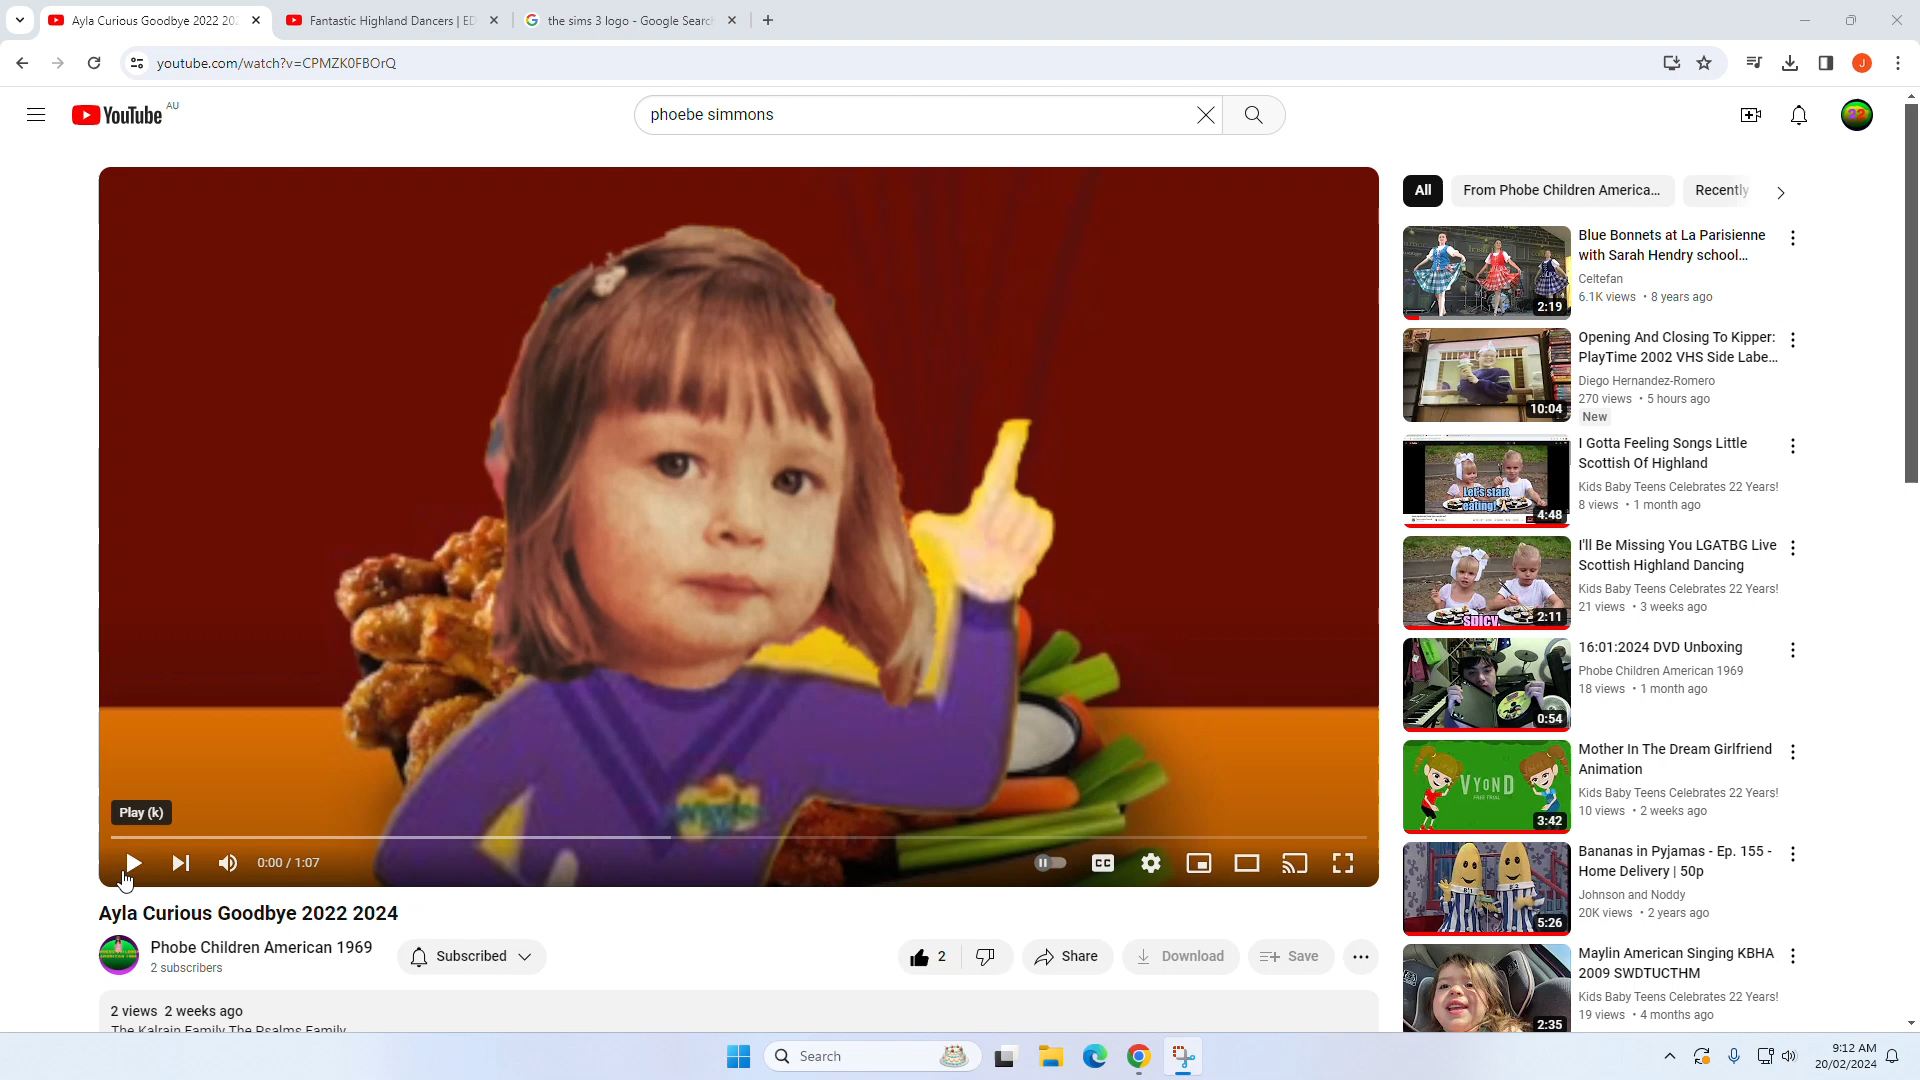 Ayla Curious Goodbye 2022 20
Fantastic Highland Dancers | ED
the sims 3 logo - Google Search
youtube.com/watch?v=CPMZK0FBOrQ
J
YouTube AU
phoebe simmons
22
All
From Phobe Children America...
Recently
Blue Bonnets at La Parisienne
with Sarah Hendry school...
Celtefan
6.1K views • 8 years ago
2:19
Opening And Closing To Kipper:
PlayTime 2002 VHS Side Labe...
Diego Hernandez-Romero
270 views • 5 hours ago
New
10:04
I Gotta Feeling Songs Little
Scottish Of Highland
Kids Baby Teens Celebrates 22 Years!
8 views • 1 month ago
Let's start
eating!
4:48
I'll Be Missing You LGATBG Live
Scottish Highland Dancing
Kids Baby Teens Celebrates 22 Years!
21 views • 3 weeks ago
SPICY.
2:11
16:01:2024 DVD Unboxing
Phobe Children American 1969
18 views • 1 month ago
0:54
Mother In The Dream Girlfriend
Animation
Kids Baby Teens Celebrates 22 Years!
10 views • 2 weeks ago
VYOND
FREE TRIAL
3:42
Bananas in Pyjamas - Ep. 155 -
Home Delivery | 50p
Johnson and Noddy
20K views • 2 years ago
B1
B2
5:26
Maylin American Singing KBHA
2009 SWDTUCTHM
Kids Baby Teens Celebrates 22 Years!
19 views • 4 months ago
2:35
Play (k)
0:00 / 1:07
CC
Ayla Curious Goodbye 2022 2024
Phobe Children American 1969
2 subscribers
Subscribed
2
Share
Download
Save
2 views 2 weeks ago
The Kalrain Family The Psalms Family
Search
9:12 AM
20/02/2024